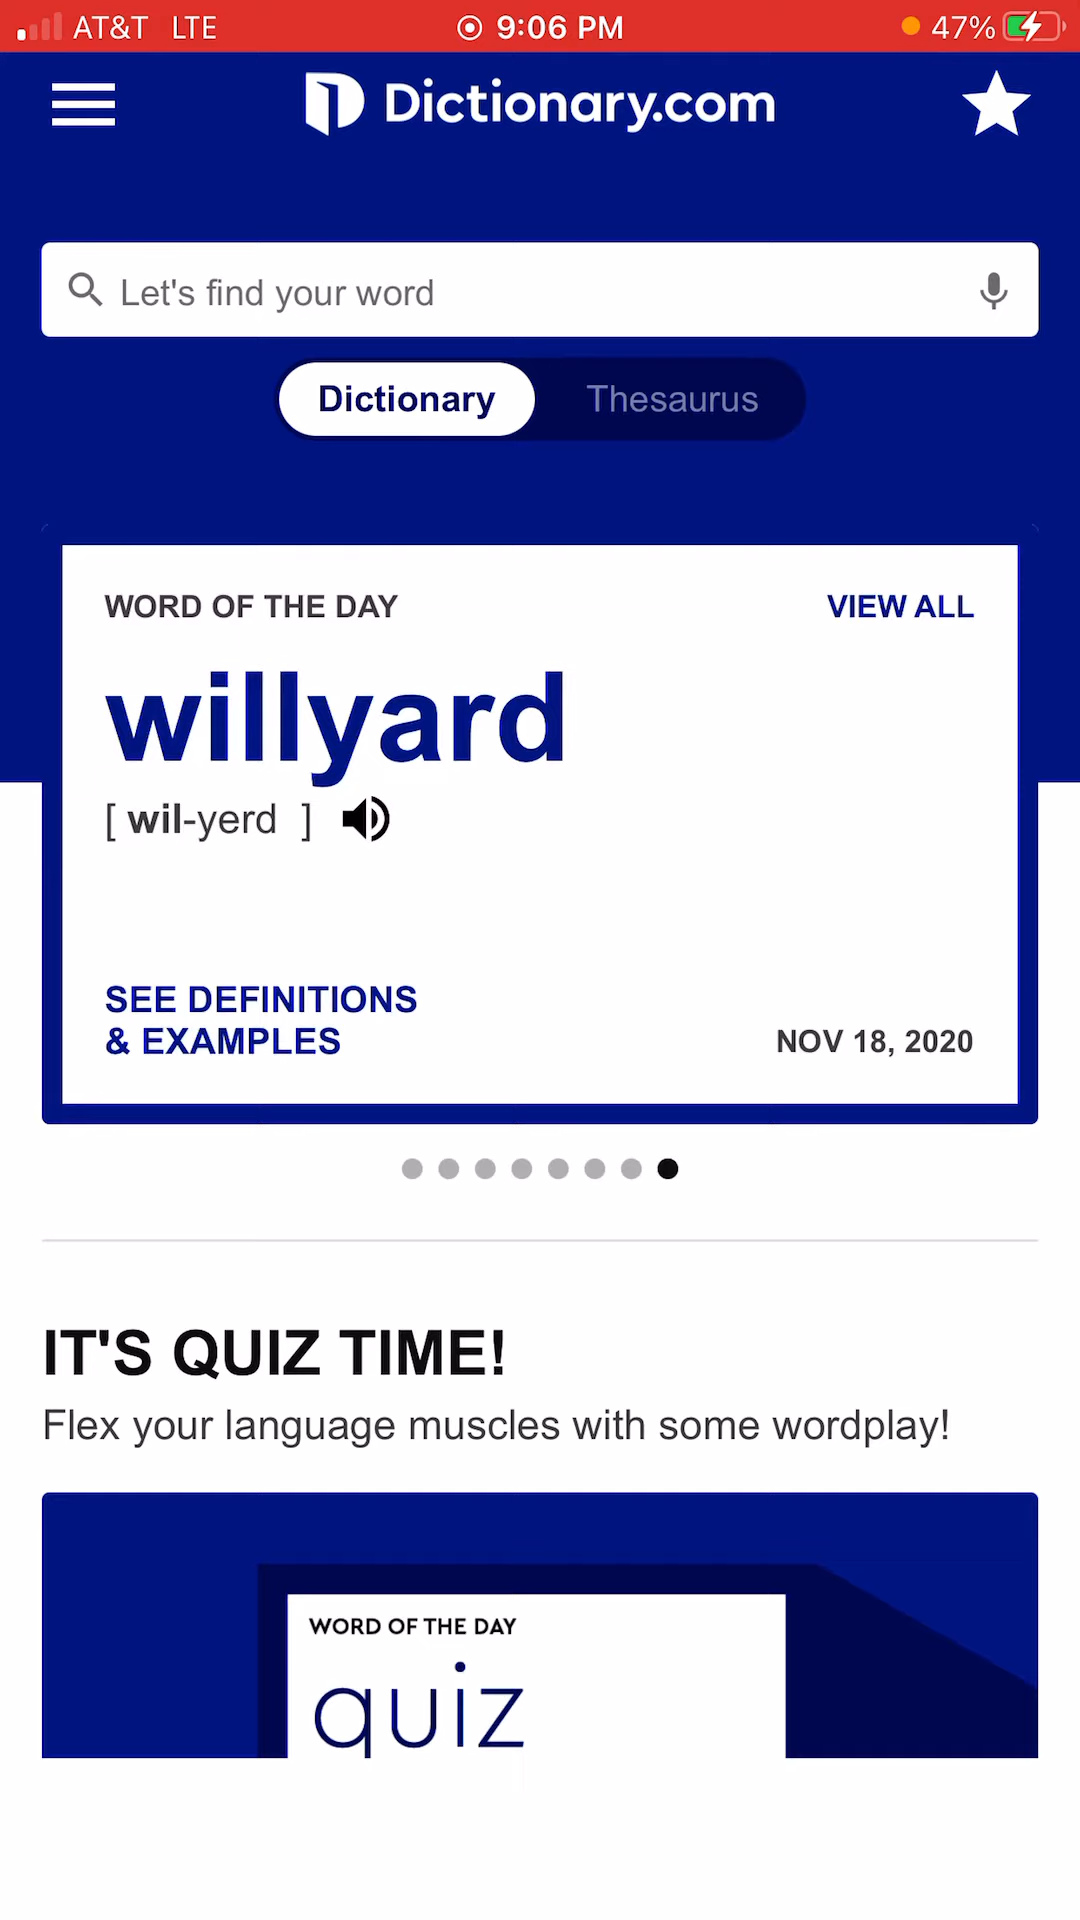 AT&T LTE 9:06 PM 47%
Dictionary.com
Let's find your word
Dictionary Thesaurus
WORD OF THE DAY VIEW ALL
willyard
[ wil-yerd ]
SEE DEFINITIONS
& EXAMPLES NOV 18, 2020
IT'S QUIZ TIME!
Flex your language muscles with some wordplay!
WORD OF THE DAY
quiz